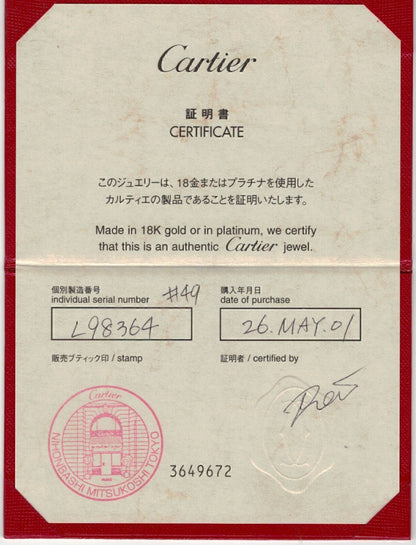 Cartier
証明書
CERTIFICATE
このジュエリーは、18金またはプラチナを使用した
カルティエの製品であることを証明いたします。
Made in 18K gold or in platinum, we certify
that this is an authentic Cartier jewel.
個別製造番号
individual serial number #49
購入年月日
date of purchase
L98364
26. MAY. 01
販売ブティック印 / stamp
証明者 / certified by
Cartier
PARIS
NIHONBASHI MITSUKOSHI TOKYO
3649672